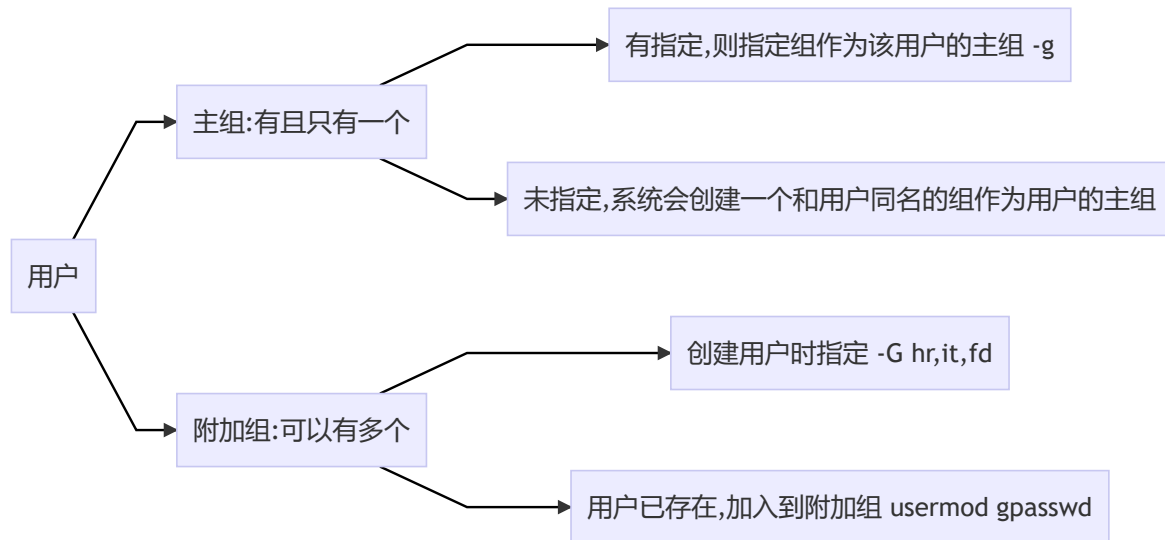 有指定,则指定组作为该用户的主组 -g
主组:有且只有一个
未指定,系统会创建一个和用户同名的组作为用户的主组
用户
创建用户时指定 -G hr,it,fd
附加组:可以有多个
用户已存在,加入到附加组 usermod gpasswd